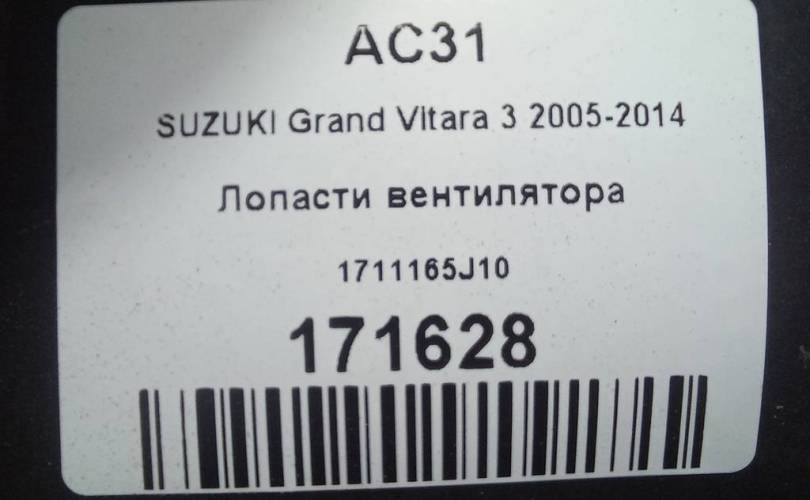 AC31
SUZUKI Grand Vitara 3 2005-2014
Лопасти вентилятора
1711165J10
171628